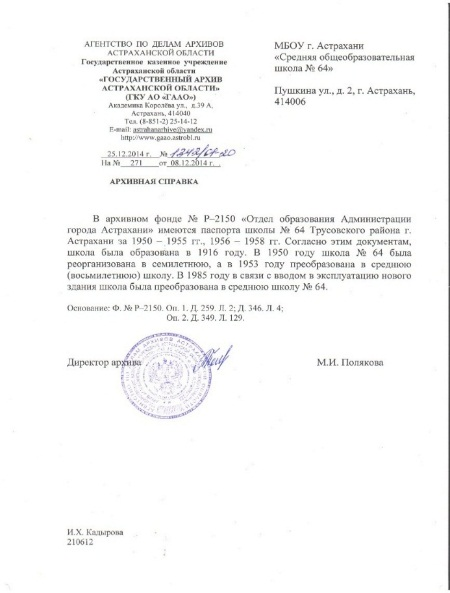 АГЕНТСТВО ПО ДЕЛАМ АРХИВОВ
АСТРАХАНСКОЙ ОБЛАСТИ
Государственное казенное учреждение
Астраханской области
«ГОСУДАРСТВЕННЫЙ АРХИВ
АСТРАХАНСКОЙ ОБЛАСТИ»
(ГКУ АО «ГААО»)
Академика Королёва ул., д.39 А,
Астрахань, 414040
Тел. (8-851-2) 25-14-12
E-mail: astrahanarhive@yandex.ru
http://www.gaao.astrobl.ru
25.12.2014 г. №
На № 271 от 08.12.2014 г.
АРХИВНАЯ СПРАВКА
МБОУ г. Астрахани
«Средняя общеобразовательная
школа № 64»
Пушкина ул., д. 2, г. Астрахань,
414006
В архивном фонде № Р–2150 «Отдел образования Администрации
города Астрахани» имеются паспорта школы № 64 Трусовского района г.
Астрахани за 1950 – 1955 гг., 1956 – 1958 гг. Согласно этим документам,
школа была образована в 1916 году. В 1950 году школа № 64 была
реорганизована в семилетнюю, а в 1953 году преобразована в среднюю
(восьмилетнюю) школу. В 1985 году в связи с вводом в эксплуатацию нового
здания школа была преобразована в среднюю школу № 64.
Основание: Ф. № Р–2150. Оп. 1. Д. 259. Л. 2; Д. 346. Л. 4;
Оп. 2. Д. 349. Л. 129.
Директор архива
М.И. Полякова
И.Х. Кадырова
210612